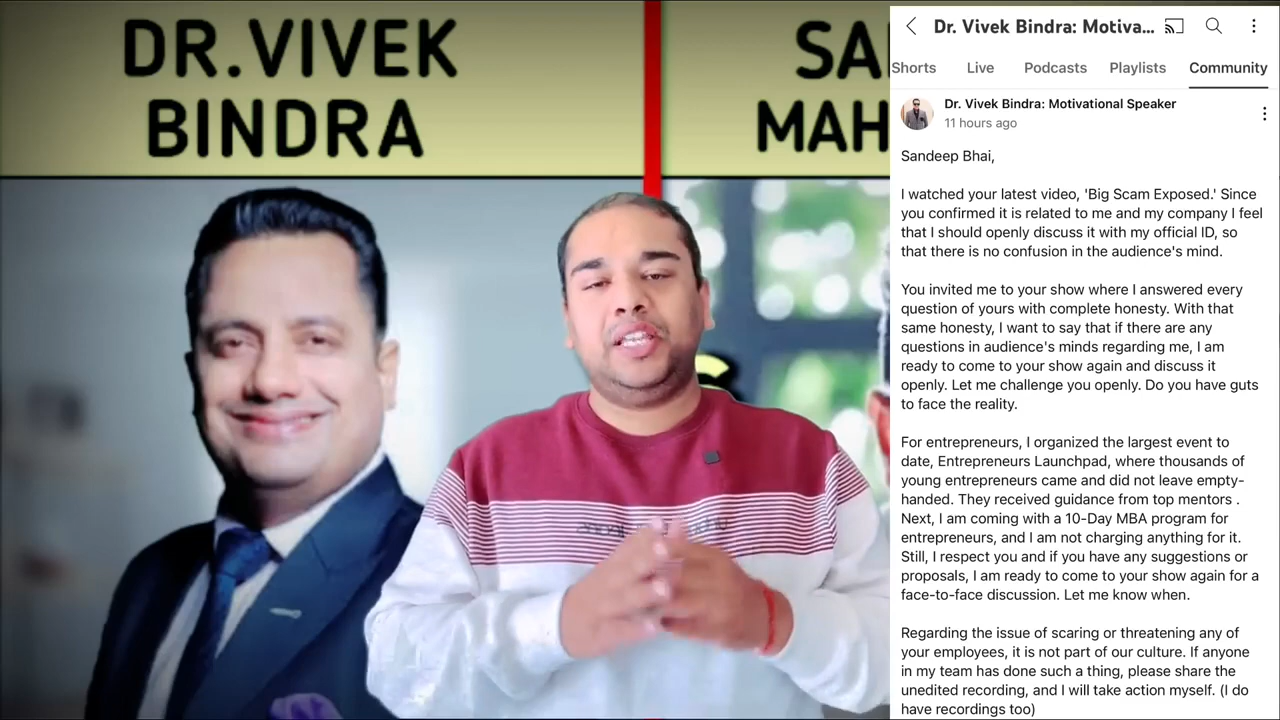 DR.VIVEK
BINDRA
SA
MAH
Dr. Vivek Bindra: Motiva...
Shorts Live Podcasts Playlists Community
Dr. Vivek Bindra: Motivational Speaker
11 hours ago
Sandeep Bhai,
I watched your latest video, 'Big Scam Exposed.' Since
you confirmed it is related to me and my company I feel
that I should openly discuss it with my official ID, so
that there is no confusion in the audience's mind.
You invited me to your show where I answered every
question of yours with complete honesty. With that
same honesty, I want to say that if there are any
questions in audience's minds regarding me, I am
ready to come to your show again and discuss it
openly. Let me challenge you openly. Do you have guts
to face the reality.
For entrepreneurs, I organized the largest event to
date, Entrepreneurs Launchpad, where thousands of
young entrepreneurs came and did not leave empty-
handed. They received guidance from top mentors .
Next, I am coming with a 10-Day MBA program for
entrepreneurs, and I am not charging anything for it.
Still, I respect you and if you have any suggestions or
proposals, I am ready to come to your show again for a
face-to-face discussion. Let me know when.
Regarding the issue of scaring or threatening any of
your employees, it is not part of our culture. If anyone
in my team has done such a thing, please share the
unedited recording, and I will take action myself. (I do
have recordings too)